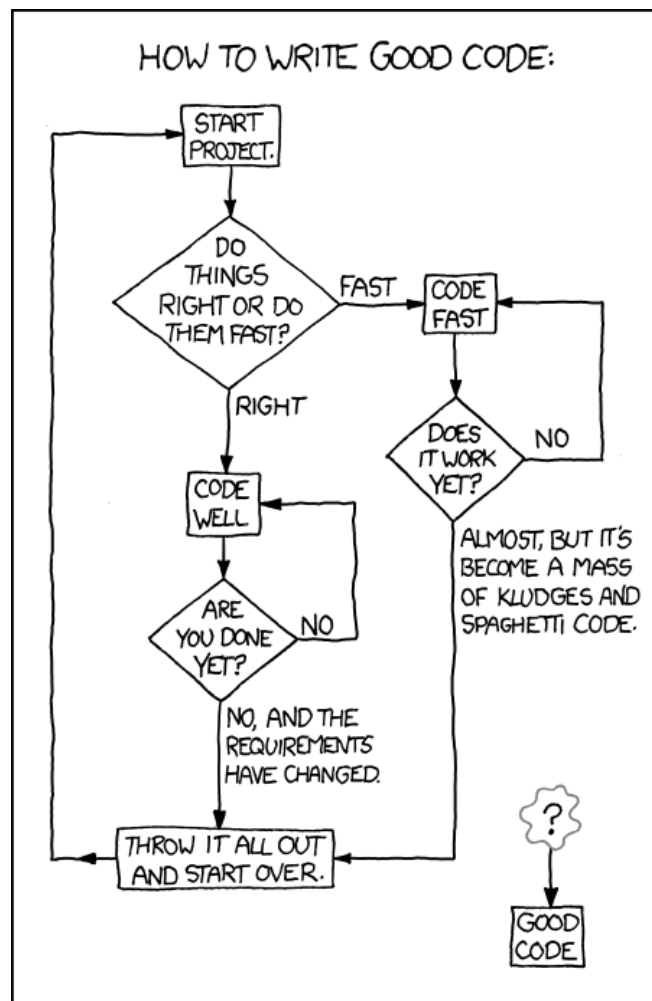 HOW TO WRITE GOOD CODE:
START
PROJECT.
DO
THINGS
RIGHT OR DO
THEM FAST?
FAST
CODE
FAST
RIGHT
DOES
IT WORK
YET?
NO
CODE
WELL
ALMOST, BUT IT'S
BECOME A MASS
OF KLUDGES AND
SPAGHETTI CODE.
ARE
YOU DONE
YET?
NO
NO, AND THE
REQUIREMENTS
HAVE CHANGED.
THROW IT ALL OUT
AND START OVER.
?
GOOD
CODE